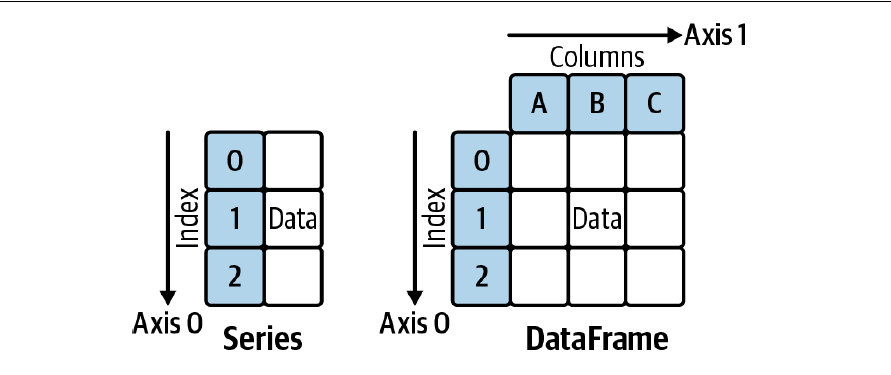 Axis 1
Columns
A B C
0
1
2
Index
Data
Axis 0
Series
0
1
2
Index
Data
Axis 0
DataFrame